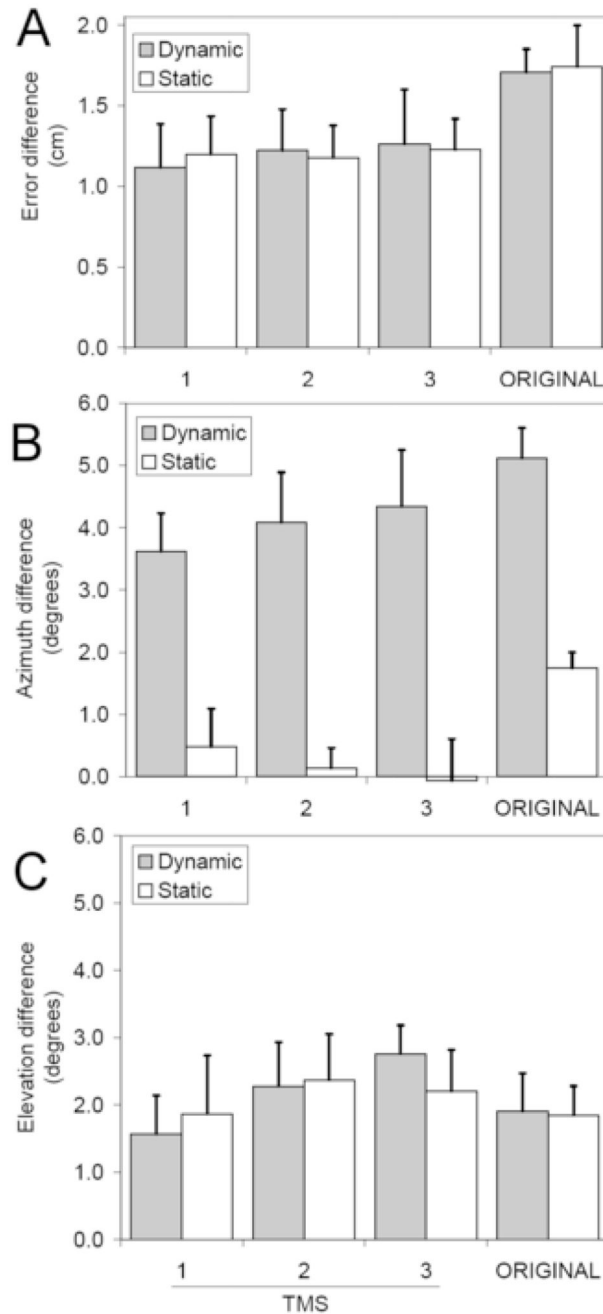 A
Error difference
(cm)
2.0
1.5
1.0
0.5
0.0
Dynamic
Static
1 2 3 ORIGINAL
B
Azimuth difference
(degrees)
6.0
5.0
4.0
3.0
2.0
1.0
0.0
Dynamic
Static
1 2 3 ORIGINAL
C
Elevation difference
(degrees)
6.0
5.0
4.0
3.0
2.0
1.0
0.0
Dynamic
Static
1 2 3 ORIGINAL
TMS